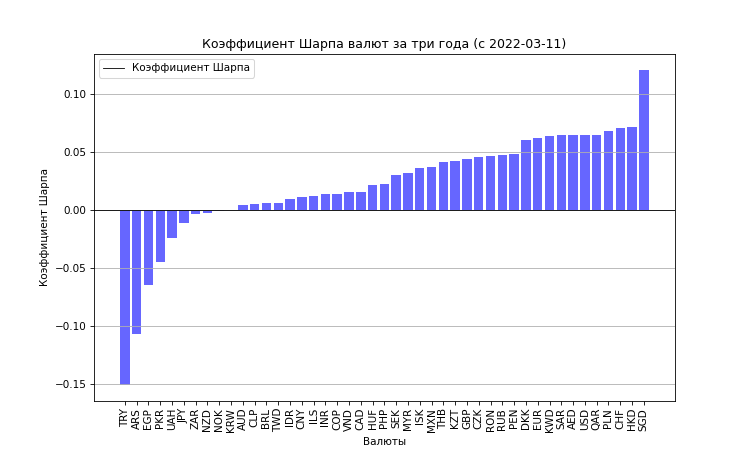 Коэффициент Шарпа валют за три года (с 2022-03-11)
Коэффициент Шарпа
Коэффициент Шарпа
0.10
0.05
0.00
−0.05
−0.10
−0.15
TRY ARS EGP PKR UAH JPY ZAR NZD NOK KRW AUD CLP BRL TWD IDR CNY ILS INR COP VND CAD HUF PHP SEK MYR ISK MXN THB KZT GBP CZK RON RUB PEN DKK EUR KWD SAR AED USD QAR PLN CHF HKD SGD
Валюты